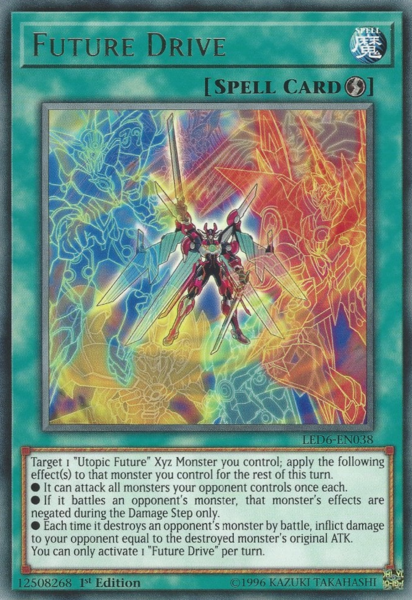 FUTURE DRIVE
SPELL
魔
[SPELL CARD]
LED6-EN038
Target 1 "Utopic Future" Xyz Monster you control; apply the following
effect(s) to that monster you control for the rest of this turn.
● It can attack all monsters your opponent controls once each.
● If it battles an opponent's monster, that monster's effects are
negated during the Damage Step only.
● Each time it destroys an opponent's monster by battle, inflict damage
to your opponent equal to the destroyed monster's original ATK.
You can only activate 1 "Future Drive" per turn.
12508268 1st Edition ©1996 KAZUKI TAKAHASHI